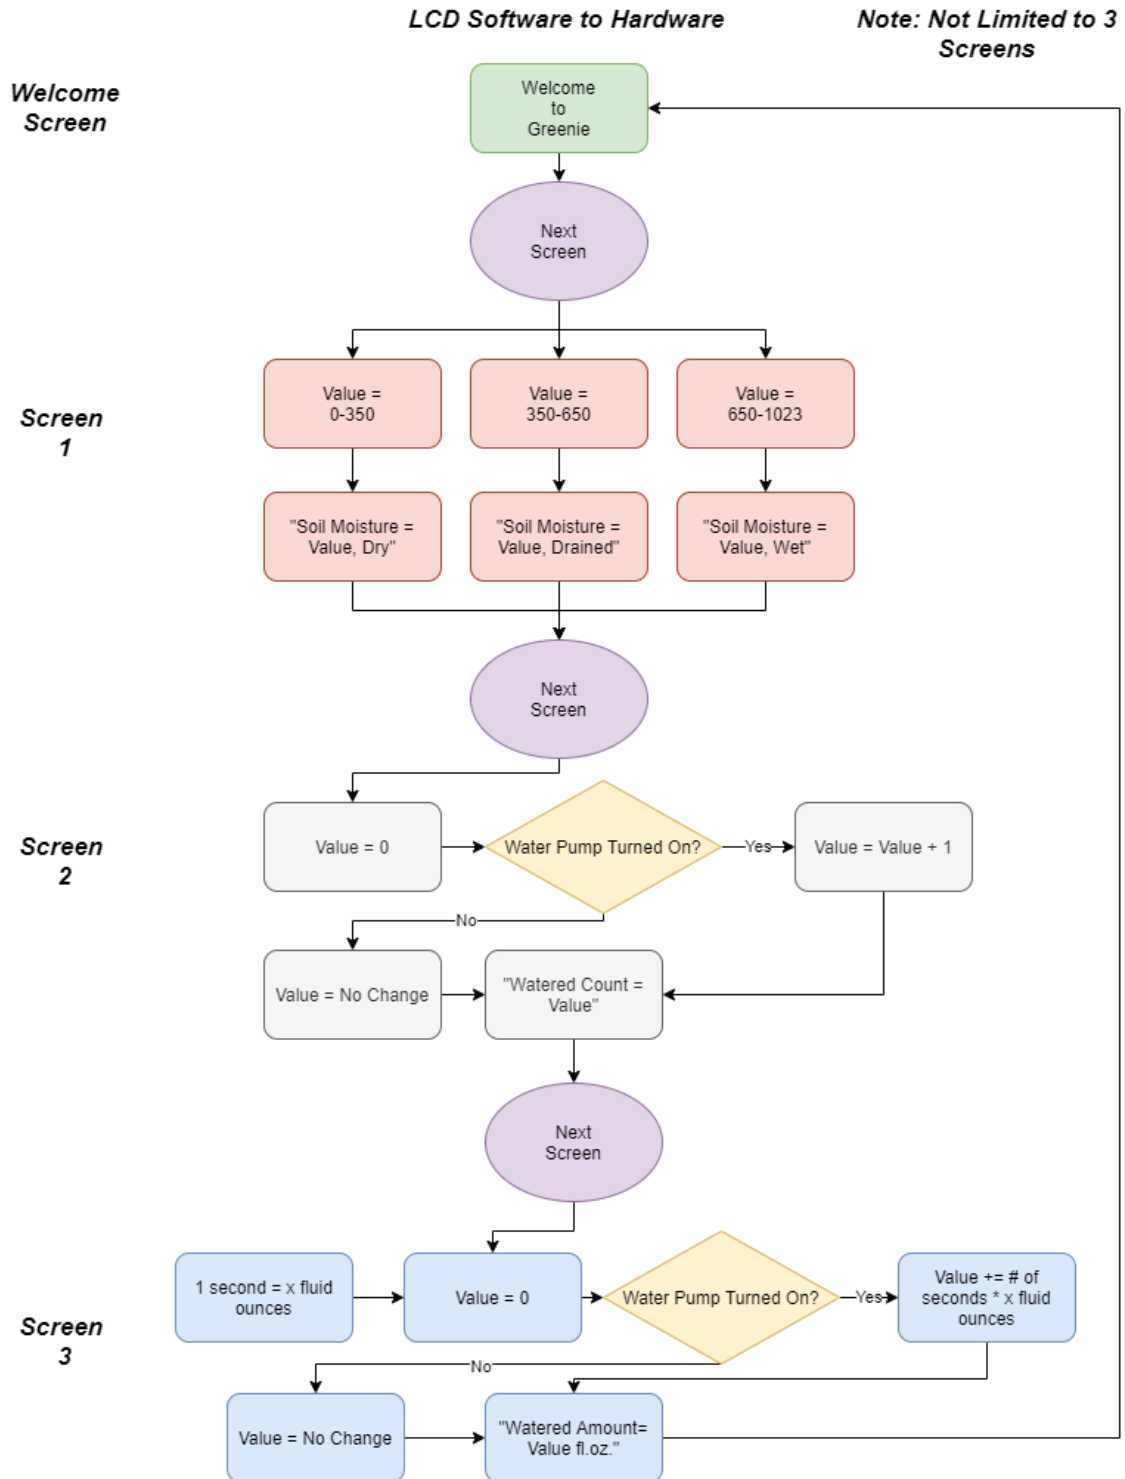 LCD Software to Hardware
Note: Not Limited to 3
Screens
Welcome
Screen
Welcome
to
Greenie
Next
Screen
Screen
1
Value =
0-350
Value =
350-650
Value =
650-1023
"Soil Moisture =
Value, Dry"
"Soil Moisture =
Value, Drained"
"Soil Moisture =
Value, Wet"
Next
Screen
Screen
2
Value = 0
Water Pump Turned On?
Yes
Value = Value + 1
No
Value = No Change
"Watered Count =
Value"
Next
Screen
Screen
3
1 second = x fluid
ounces
Value = 0
Water Pump Turned On?
Yes
Value += # of
seconds * x fluid
ounces
No
Value = No Change
"Watered Amount=
Value fl.oz."